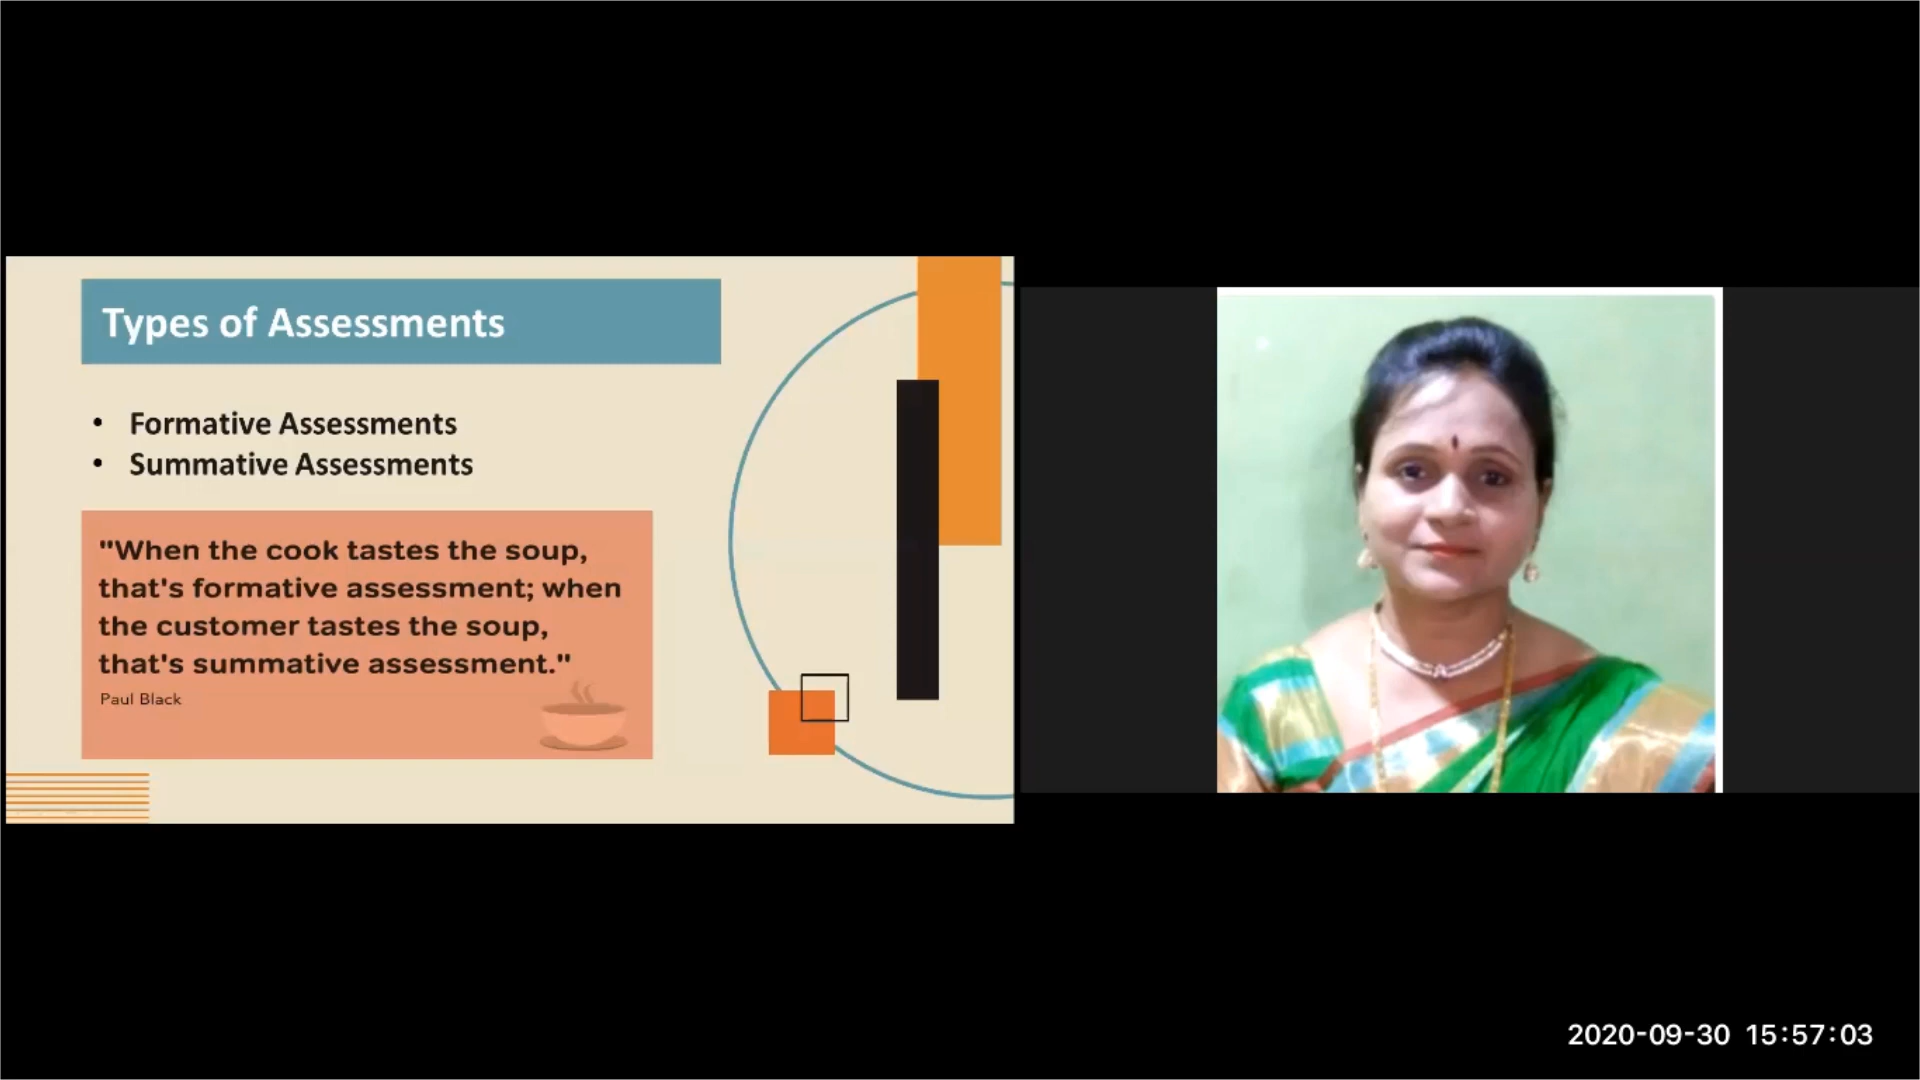 Types of Assessments
• Formative Assessments
• Summative Assessments
"When the cook tastes the soup,
that's formative assessment; when
the customer tastes the soup,
that's summative assessment."
Paul Black
2020-09-30 15:57:03